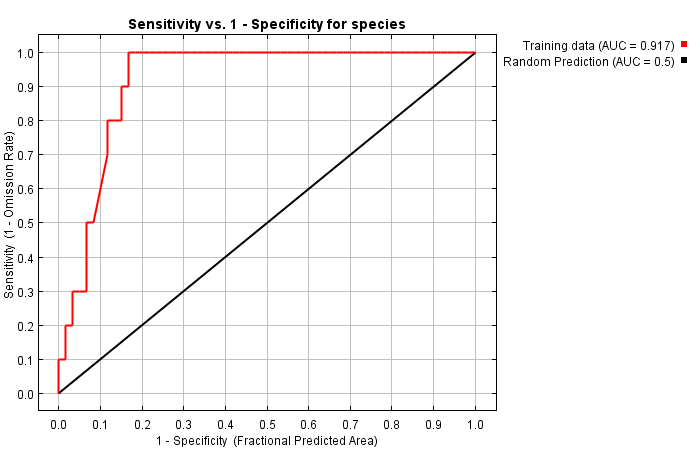 Sensitivity vs. 1 - Specificity for species
Training data (AUC = 0.917)
Random Prediction (AUC = 0.5)
Sensitivity (1 - Omission Rate)
1.0
0.9
0.8
0.7
0.6
0.5
0.4
0.3
0.2
0.1
0.0
0.0 0.1 0.2 0.3 0.4 0.5 0.6 0.7 0.8 0.9 1.0
1 - Specificity (Fractional Predicted Area)